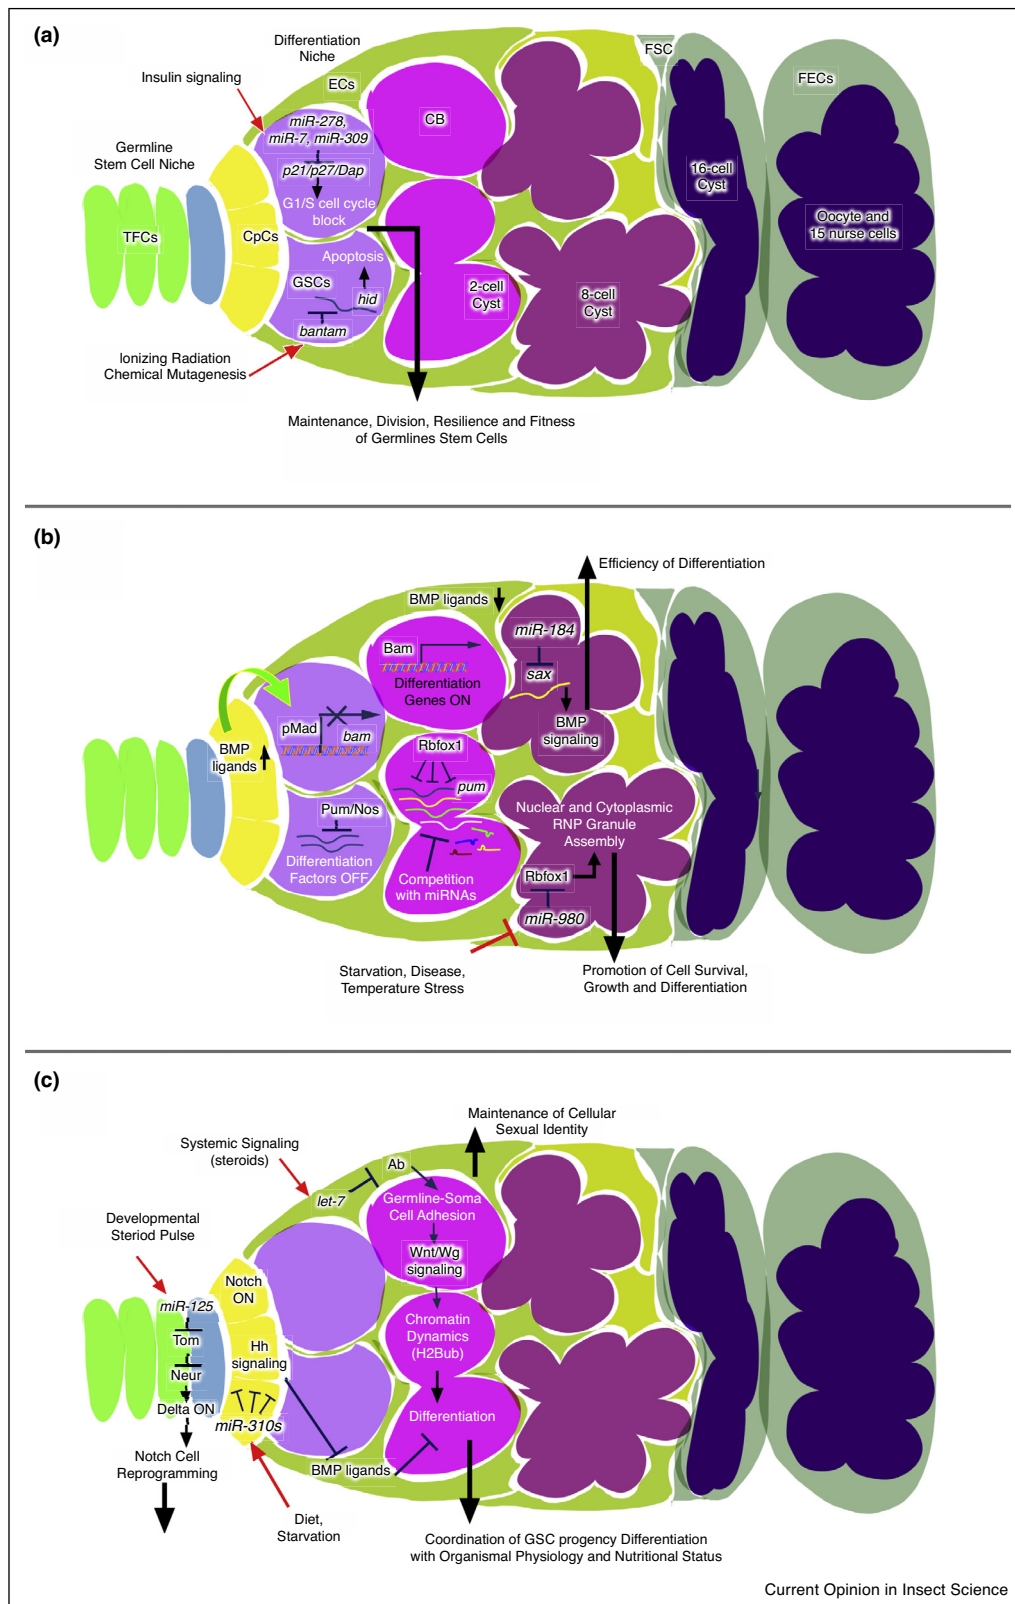 (a)
Differentiation
Niche
FSC
Insulin signaling
ECs
FECs
miR-278,
miR-7, miR-309
CB
Germline
Stem Cell Niche
p21/p27/Dap
16-cell
Cyst
G1/S cell cycle
block
TFCs
CpCs
Oocyte and
15 nurse cells
Apoptosis
GSCs
hid
2-cell
Cyst
8-cell
Cyst
bantam
Ionizing Radiation
Chemical Mutagenesis
Maintenance, Division, Resilience and Fitness
of Germlines Stem Cells
(b)
Efficiency of Differentiation
BMP ligands
miR-184
Bam
sax
Differentiation
Genes ON
pMad
bam
BMP
signaling
BMP
ligands
Rbfox1
pum
Pum/Nos
Nuclear and Cytoplasmic
RNP Granule
Assembly
Differentiation
Factors OFF
Competition
with miRNAs
Rbfox1
miR-980
Starvation, Disease,
Temperature Stress
Promotion of Cell Survival,
Growth and Differentiation
(c)
Maintenance of Cellular
Sexual Identity
Systemic Signaling
(steroids)
Ab
let-7
Germline-Soma
Cell Adhesion
Developmental
Steriod Pulse
Wnt/Wg
signaling
Notch
ON
miR-125
Chromatin
Dynamics
(H2Bub)
Tom
Hh
signaling
Neur
Delta ON
miR-310s
Differentiation
Notch Cell
Reprogramming
BMP ligands
Diet,
Starvation
Coordination of GSC progency Differentiation
with Organismal Physiology and Nutritional Status
Current Opinion in Insect Science